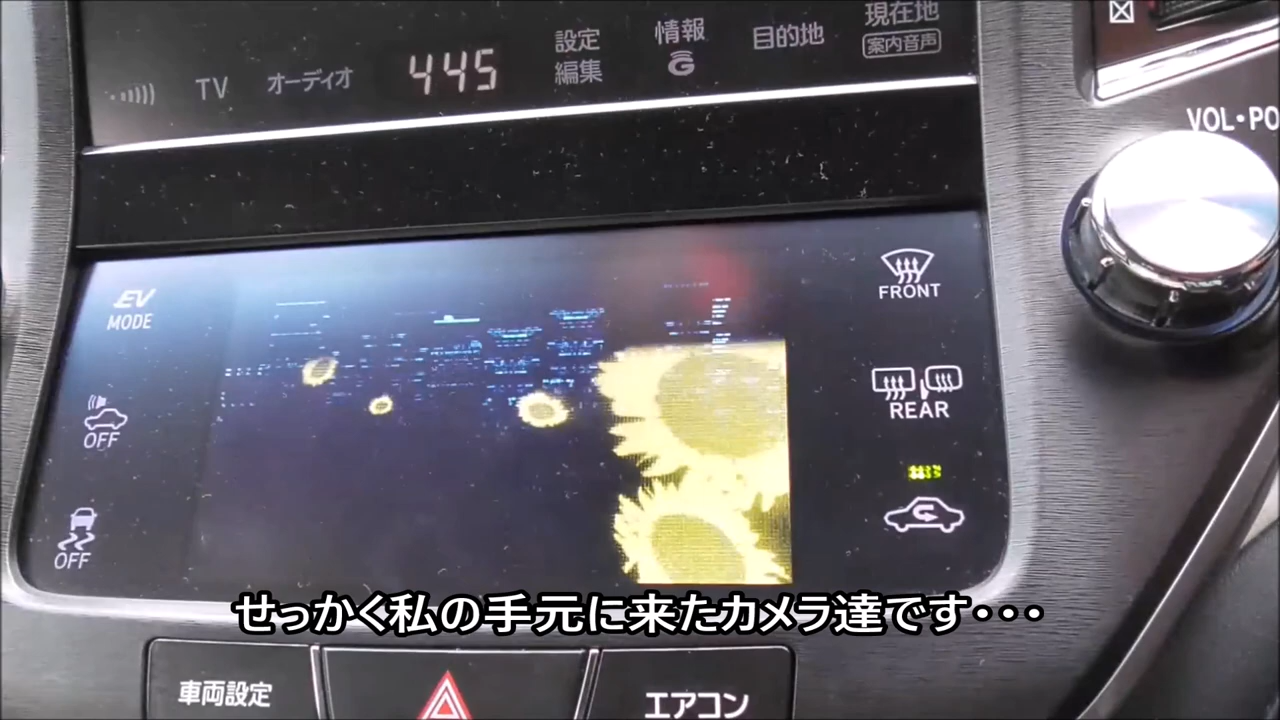 TV
オーディオ
445
設定
編集
情報
G
目的地
現在地
案内音声
VOL・PO
EV
MODE
OFF
OFF
FRONT
REAR
せっかく私の手元に来たカメラ達です・・・
車両設定
エアコン